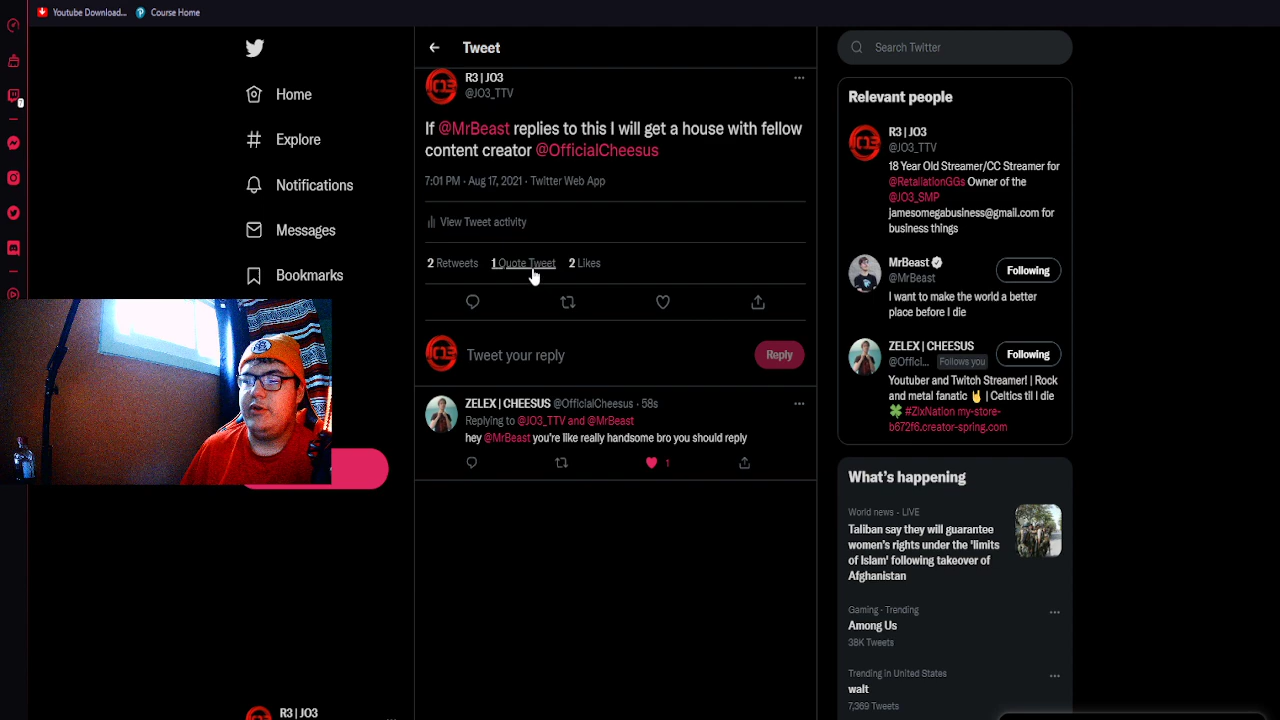 Youtube Download...
Course Home
7
Home
Explore
Notifications
Messages
Bookmarks
R3 | JO3
Tweet
R3 | JO3
@JO3_TTV
If @MrBeast replies to this I will get a house with fellow
content creator @OfficialCheesus
7:01 PM · Aug 17, 2021 · Twitter Web App
View Tweet activity
2 Retweets 1 Quote Tweet 2 Likes
Tweet your reply
Reply
ZELEX | CHEESUS @OfficialCheesus · 58s
Replying to @JO3_TTV and @MrBeast
hey @MrBeast you're like really handsome bro you should reply
1
Search Twitter
Relevant people
R3 | JO3
@JO3_TTV
18 Year Old Streamer/CC Streamer for
@RetaliationGGs Owner of the
@JO3_SMP
jamesomegabusiness@gmail.com for
business things
MrBeast
@MrBeast
Following
I want to make the world a better
place before I die
ZELEX | CHEESUS
@Offici... Follows you
Following
Youtuber and Twitch Streamer! | Rock
and metal fanatic 🤘 | Celtics til I die
🍀 #ZlxNation my-store-
b672f6.creator-spring.com
What's happening
World news · LIVE
Taliban say they will guarantee
women's rights under the 'limits
of Islam' following takeover of
Afghanistan
Gaming · Trending
Among Us
38K Tweets
Trending in United States
walt
7,369 Tweets